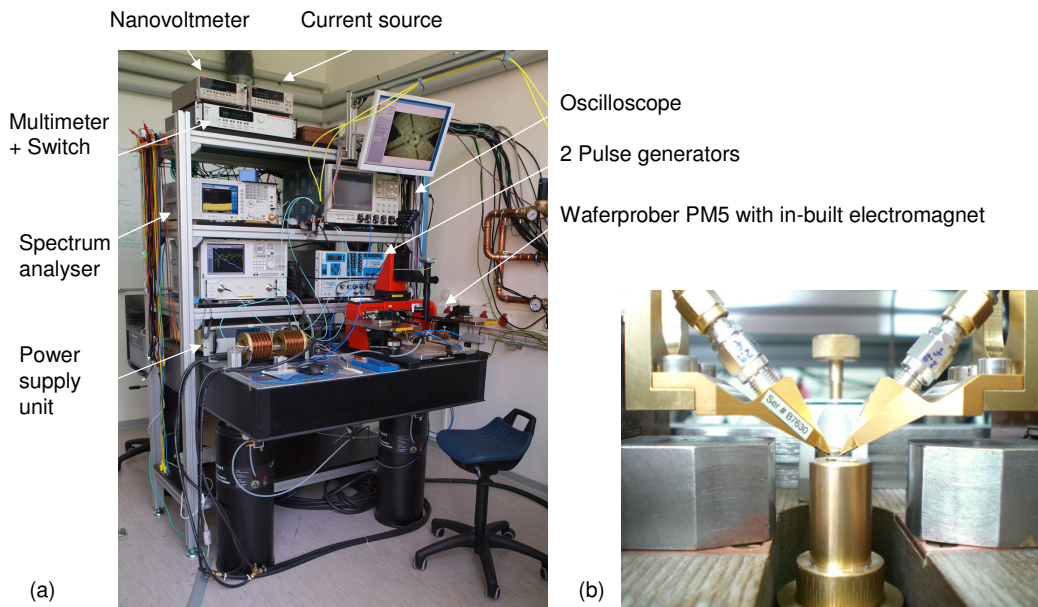 Nanovoltmeter
Current source
Multimeter
+ Switch
Oscilloscope
2 Pulse generators
Waferprober PM5 with in-built electromagnet
Spectrum
analyser
Power
supply
unit
Ser.# B7630
(a)
(b)